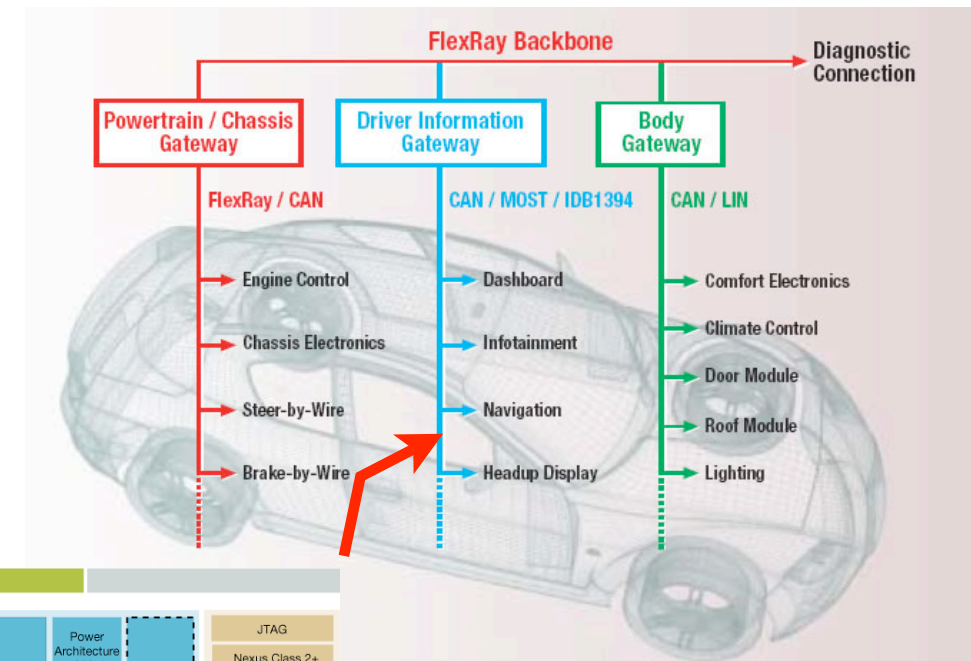 FlexRay Backbone
Diagnostic
Connection
Powertrain / Chassis
Gateway
Driver Information
Gateway
Body
Gateway
FlexRay / CAN
CAN / MOST / IDB1394
CAN / LIN
Engine Control
Chassis Electronics
Steer-by-Wire
Brake-by-Wire
Dashboard
Infotainment
Navigation
Headup Display
Comfort Electronics
Climate Control
Door Module
Roof Module
Lighting
Power
Architecture
JTAG
Nexus Class 2+